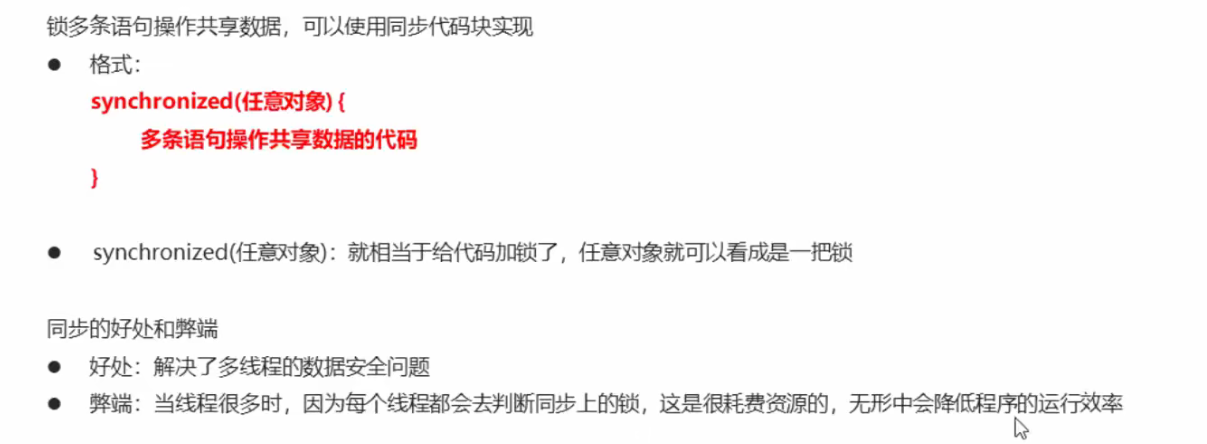 锁多条语句操作共享数据，可以使用同步代码块实现
● 格式：
synchronized(任意对象) {
多条语句操作共享数据的代码
}
● synchronized(任意对象)：就相当于给代码加锁了，任意对象就可以看成是一把锁
同步的好处和弊端
● 好处：解决了多线程的数据安全问题
● 弊端：当线程很多时，因为每个线程都会去判断同步上的锁，这是很耗费资源的，无形中会降低程序的运行效率